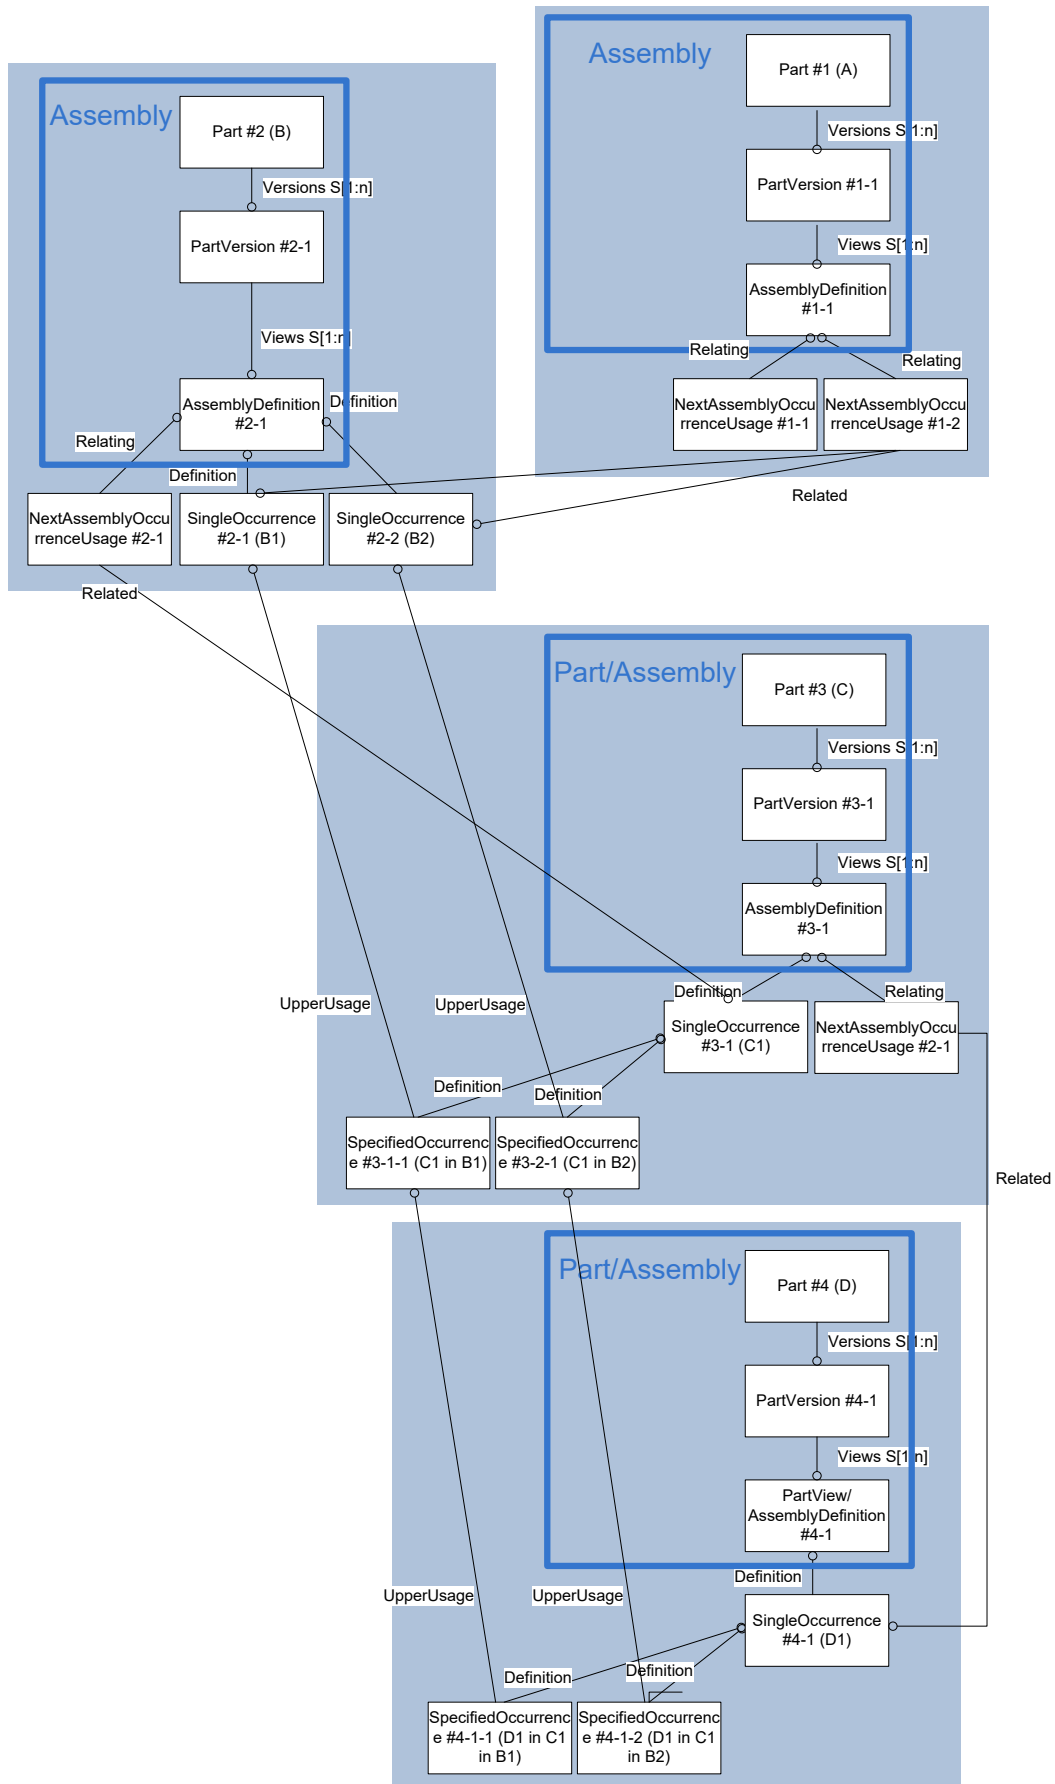 Assembly
Part #1 (A)
Versions S[1:n]
PartVersion #1-1
Views S[1:n]
AssemblyDefinition
#1-1
Relating
Relating
NextAssemblyOccu
rrenceUsage #1-1
NextAssemblyOccu
rrenceUsage #1-2
Related
Assembly
Part #2 (B)
Versions S[1:n]
PartVersion #2-1
Views S[1:n]
AssemblyDefinition
#2-1
Definition
Relating
Definition
NextAssemblyOccu
rrenceUsage #2-1
SingleOccurrence
#2-1 (B1)
SingleOccurrence
#2-2 (B2)
Related
Part/Assembly
Part #3 (C)
Versions S[1:n]
PartVersion #3-1
Views S[1:n]
AssemblyDefinition
#3-1
Definition
Relating
UpperUsage
UpperUsage
SingleOccurrence
#3-1 (C1)
NextAssemblyOccu
rrenceUsage #2-1
Definition
Definition
SpecifiedOccurrenc
e #3-1-1 (C1 in B1)
SpecifiedOccurrenc
e #3-2-1 (C1 in B2)
Related
Part/Assembly
Part #4 (D)
Versions S[1:n]
PartVersion #4-1
Views S[1:n]
PartView/
AssemblyDefinition
#4-1
Definition
UpperUsage
UpperUsage
SingleOccurrence
#4-1 (D1)
Definition
Definition
SpecifiedOccurrenc
e #4-1-1 (D1 in C1
in B1)
SpecifiedOccurrenc
e #4-1-2 (D1 in C1
in B2)